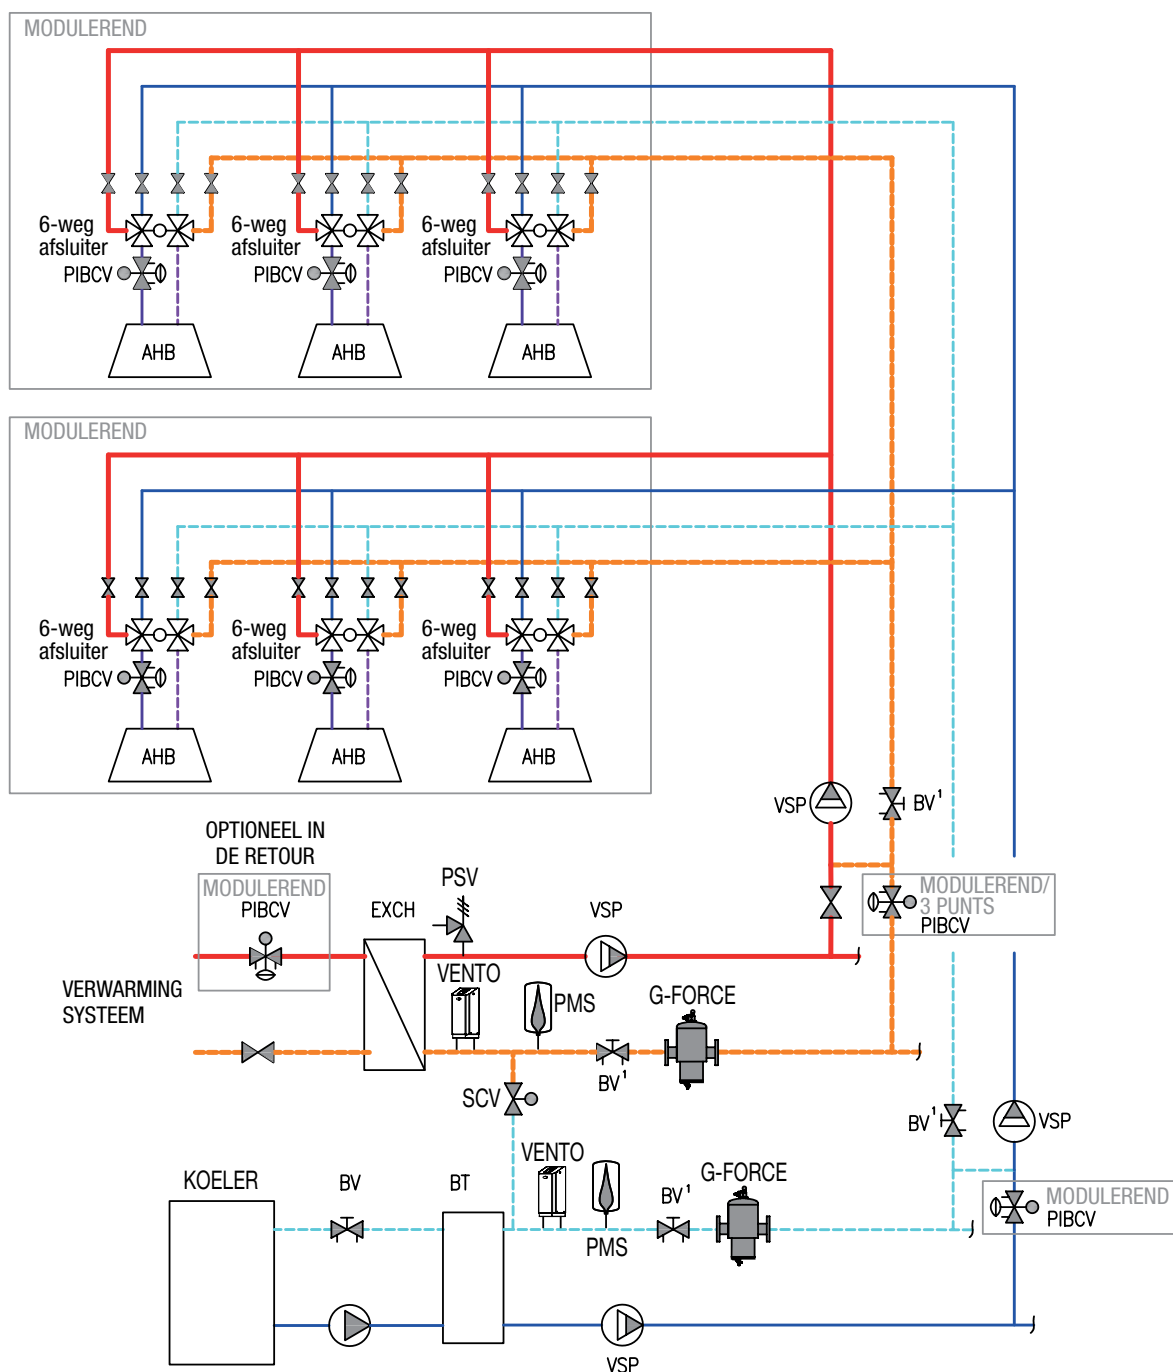 MODULEREND
6-weg
afsluiter
6-weg
afsluiter
6-weg
afsluiter
PIBCV
PIBCV
PIBCV
AHB
AHB
AHB
MODULEREND
6-weg
afsluiter
6-weg
afsluiter
6-weg
afsluiter
PIBCV
PIBCV
PIBCV
AHB
AHB
AHB
VSP
BV¹
OPTIONEEL IN
DE RETOUR
MODULEREND
PIBCV
EXCH
PSV
VSP
MODULEREND/
3 PUNTS
PIBCV
VERWARMING
SYSTEEM
VENTO
PMS
G-FORCE
BV¹
SCV
BV¹
VSP
KOELER
BV
BT
VENTO
PMS
BV¹
G-FORCE
MODULEREND
PIBCV
VSP